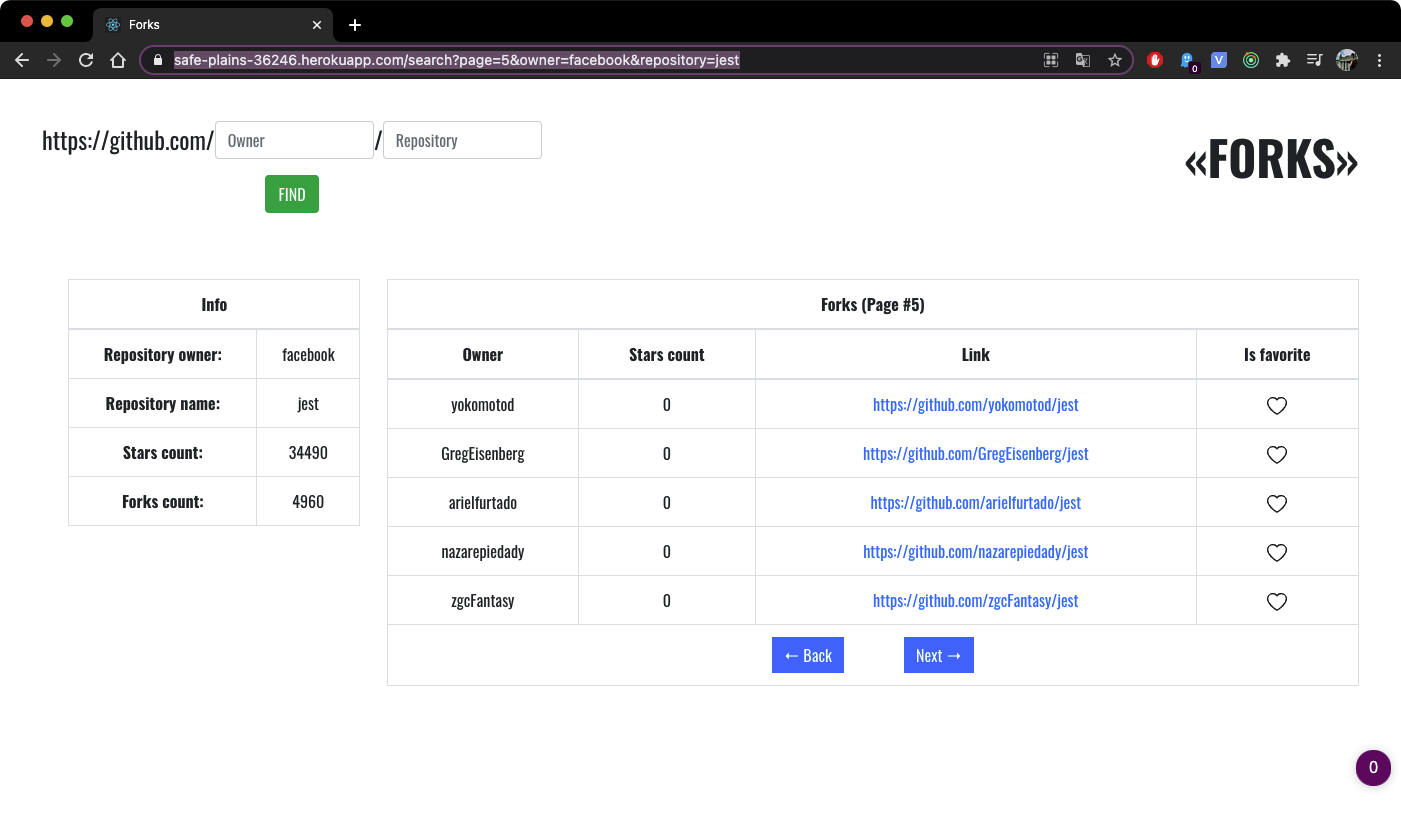 Forks
safe-plains-36246.herokuapp.com/search?page=5&owner=facebook&repository=jest
0
V
https://github.com/ Owner / Repository
«FORKS»
FIND
Info
Repository owner: facebook
Repository name: jest
Stars count: 34490
Forks count: 4960
Forks (Page #5)
Owner Stars count Link Is favorite
yokomotod 0 https://github.com/yokomotod/jest
GregEisenberg 0 https://github.com/GregEisenberg/jest
arielfurtado 0 https://github.com/arielfurtado/jest
nazarepiedady 0 https://github.com/nazarepiedady/jest
zgcFantasy 0 https://github.com/zgcFantasy/jest
← Back Next →
0